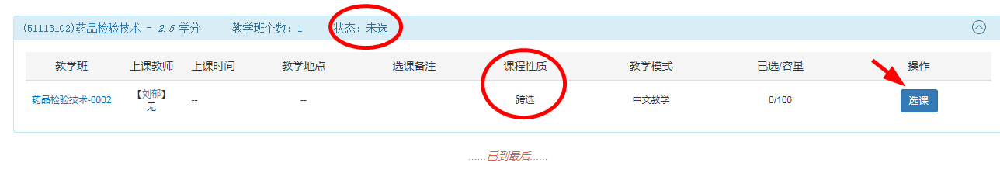 (51113102)药品检验技术 - 2.5 学分 教学班个数：1 状态：未选
教学班 上课教师 上课时间 教学地点 选课备注 课程性质 教学模式 已选/容量 操作
药品检验技术-0002 【刘郁】 -- -- 跨选 中文教学 0/100 选课
无
......已到最后......